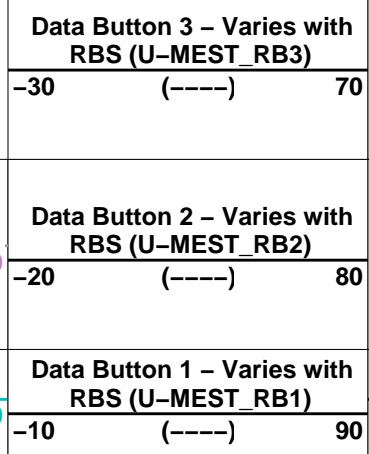 Data Button 3 – Varies with
RBS (U–MEST_RB3)
–30 (––––) 70
Data Button 2 – Varies with
RBS (U–MEST_RB2)
–20 (––––) 80
Data Button 1 – Varies with
RBS (U–MEST_RB1)
–10 (––––) 90